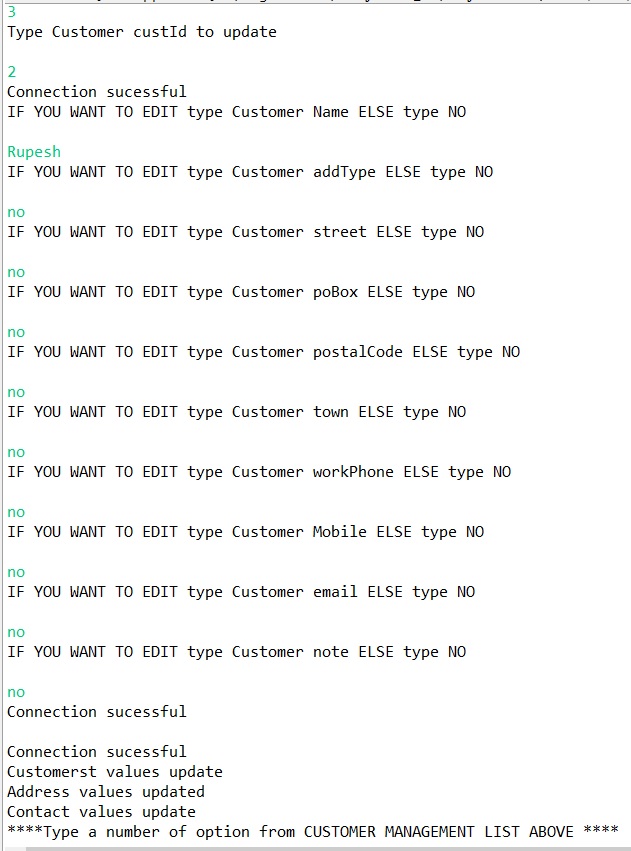 3
Type Customer custId to update
2
Connection sucessful
IF YOU WANT TO EDIT type Customer Name ELSE type NO
Rupesh
IF YOU WANT TO EDIT type Customer addType ELSE type NO
no
IF YOU WANT TO EDIT type Customer street ELSE type NO
no
IF YOU WANT TO EDIT type Customer poBox ELSE type NO
no
IF YOU WANT TO EDIT type Customer postalCode ELSE type NO
no
IF YOU WANT TO EDIT type Customer town ELSE type NO
no
IF YOU WANT TO EDIT type Customer workPhone ELSE type NO
no
IF YOU WANT TO EDIT type Customer Mobile ELSE type NO
no
IF YOU WANT TO EDIT type Customer email ELSE type NO
no
IF YOU WANT TO EDIT type Customer note ELSE type NO
no
Connection sucessful
Connection sucessful
Customerst values update
Address values updated
Contact values update
****Type a number of option from CUSTOMER MANAGEMENT LIST ABOVE ****